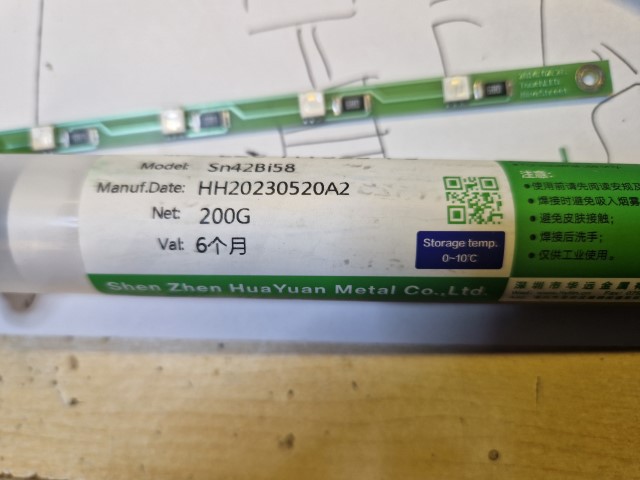 Model: Sn42Bi58
Manuf.Date: HH20230520A2
Net: 200G
Val: 6个月
Storage temp.
0~10℃
Shen Zhen HuaYuan Metal Co.,Ltd.
注意:
●使用前请先阅读安规及
●焊接时避免吸入烟雾
●避免皮肤接触;
●焊接后洗手;
●仅供工业使用。
深圳市华远金属